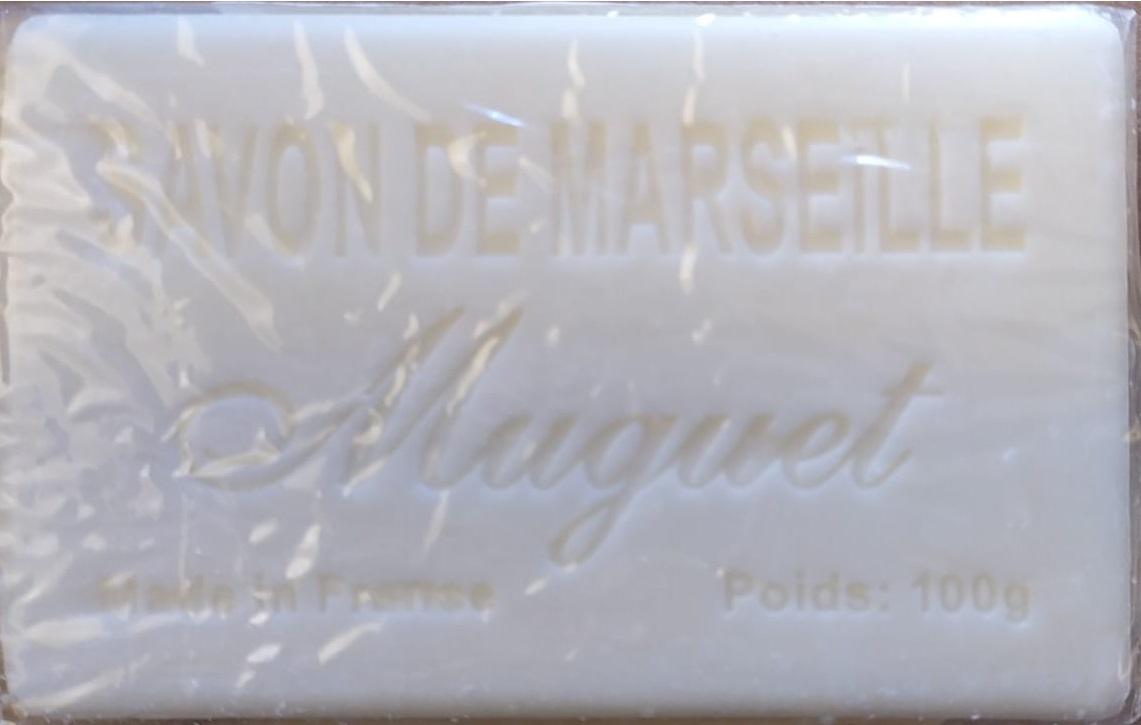 SAVON DE MARSEILLE
Muguet
Made in France
Poids: 100g